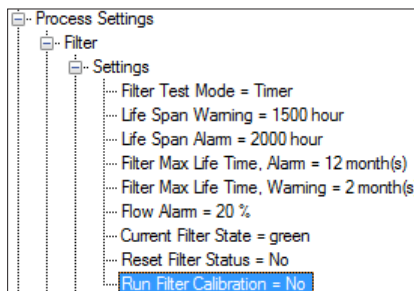 Process Settings
Filter
Settings
Filter Test Mode = Timer
Life Span Warning = 1500 hour
Life Span Alarm = 2000 hour
Filter Max Life Time, Alarm = 12 month(s)
Filter Max Life Time, Warning = 2 month(s
Flow Alarm = 20 %
Current Filter State = green
Reset Filter Status = No
Run Filter Calibration = No